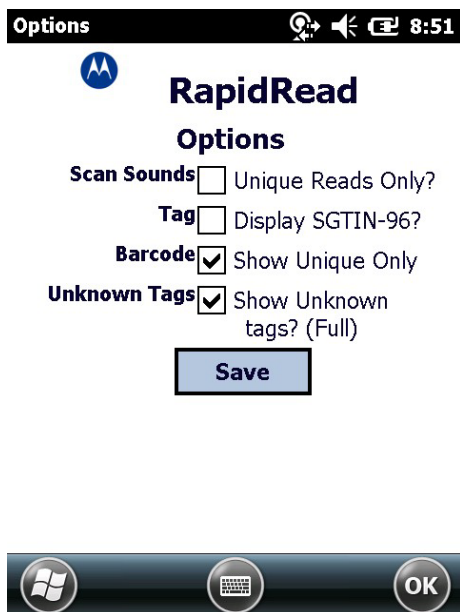 Options 8:51
RapidRead
Options
Scan Sounds Unique Reads Only?
Tag Display SGTIN-96?
Barcode Show Unique Only
Unknown Tags Show Unknown
tags? (Full)
Save
OK